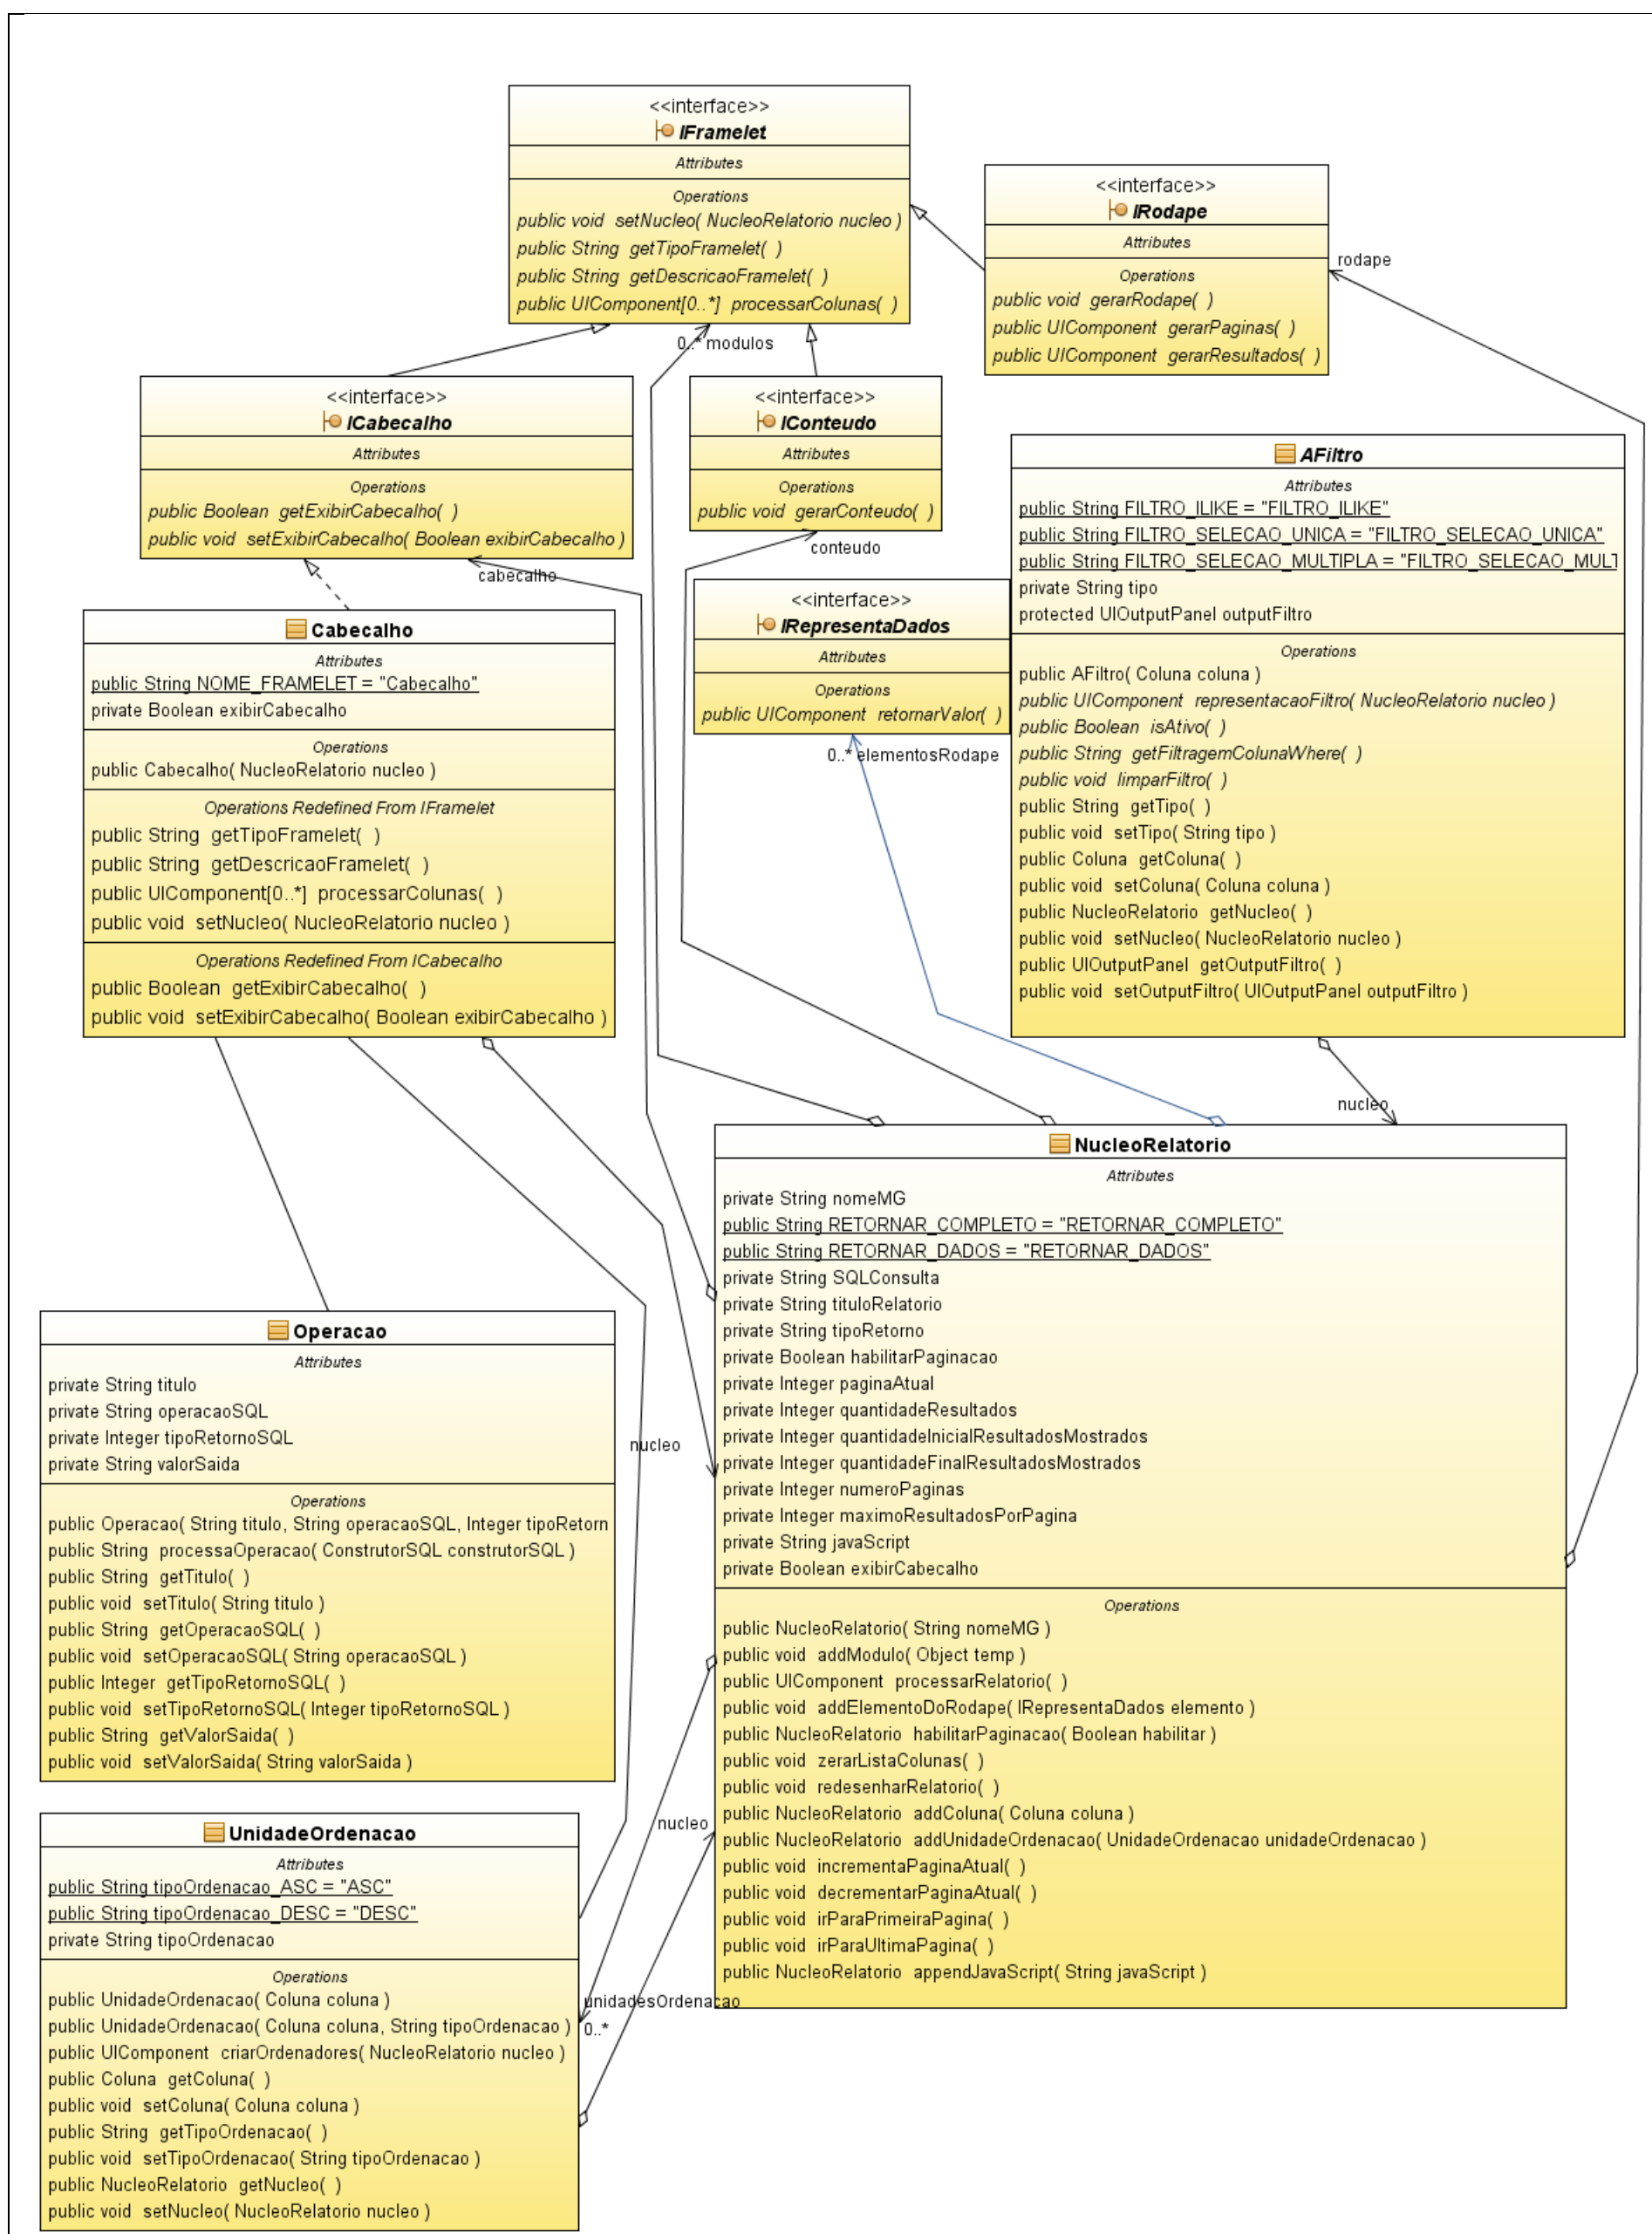 <<interface>>
IFramelet
Attributes
Operations
public void setNucleo( NucleoRelatorio nucleo )
public String getTipoFramelet( )
public String getDescricaoFramelet( )
public UIComponent[0..*] processarColunas( )
<<interface>>
IRodape
Attributes
Operations
public void gerarRodape( )
public UIComponent gerarPaginas( )
public UIComponent gerarResultados( )
rodape
0..* modulos
<<interface>>
ICabecalho
Attributes
Operations
public Boolean getExibirCabecalho( )
public void setExibirCabecalho( Boolean exibirCabecalho )
cabecalho
<<interface>>
IConteudo
Attributes
Operations
public void gerarConteudo( )
conteudo
AFiltro
Attributes
public String FILTRO_ILIKE = "FILTRO_ILIKE"
public String FILTRO_SELECAO_UNICA = "FILTRO_SELECAO_UNICA"
public String FILTRO_SELECAO_MULTIPLA = "FILTRO_SELECAO_MULT
private String tipo
protected UIOutputPanel outputFiltro
Operations
public AFiltro( Coluna coluna )
public UIComponent representacaoFiltro( NucleoRelatorio nucleo )
public Boolean isAtivo( )
public String getFiltragemColunaWhere( )
public void limparFiltro( )
public String getTipo( )
public void setTipo( String tipo )
public Coluna getColuna( )
public void setColuna( Coluna coluna )
public NucleoRelatorio getNucleo( )
public void setNucleo( NucleoRelatorio nucleo )
public UIOutputPanel getOutputFiltro( )
public void setOutputFiltro( UIOutputPanel outputFiltro )
nucleo
<<interface>>
IRepresentaDados
Attributes
Operations
public UIComponent retornarValor( )
0..* elementosRodape
Cabecalho
Attributes
public String NOME_FRAMELET = "Cabecalho"
private Boolean exibirCabecalho
Operations
public Cabecalho( NucleoRelatorio nucleo )
Operations Redefined From IFramelet
public String getTipoFramelet( )
public String getDescricaoFramelet( )
public UIComponent[0..*] processarColunas( )
public void setNucleo( NucleoRelatorio nucleo )
Operations Redefined From ICabecalho
public Boolean getExibirCabecalho( )
public void setExibirCabecalho( Boolean exibirCabecalho )
NucleoRelatorio
Attributes
private String nomeMG
public String RETORNAR_COMPLETO = "RETORNAR_COMPLETO"
public String RETORNAR_DADOS = "RETORNAR_DADOS"
private String SQLConsulta
private String tituloRelatorio
private String tipoRetorno
private Boolean habilitarPaginacao
private Integer paginaAtual
private Integer quantidadeResultados
private Integer quantidadeInicialResultadosMostrados
private Integer quantidadeFinalResultadosMostrados
private Integer numeroPaginas
private Integer maximoResultadosPorPagina
private String javaScript
private Boolean exibirCabecalho
Operations
public NucleoRelatorio( String nomeMG )
public void addModulo( Object temp )
public UIComponent processarRelatorio( )
public void addElementoDoRodape( IRepresentaDados elemento )
public NucleoRelatorio habilitarPaginacao( Boolean habilitar )
public void zerarListaColunas( )
public void redesenharRelatorio( )
public NucleoRelatorio addColuna( Coluna coluna )
public NucleoRelatorio addUnidadeOrdenacao( UnidadeOrdenacao unidadeOrdenacao )
public void incrementaPaginaAtual( )
public void decrementarPaginaAtual( )
public void irParaPrimeiraPagina( )
public void irParaUltimaPagina( )
public NucleoRelatorio appendJavaScript( String javaScript )
Operacao
Attributes
private String titulo
private String operacaoSQL
private Integer tipoRetornoSQL
private String valorSaida
Operations
public Operacao( String titulo, String operacaoSQL, Integer tipoRetorn
public String processaOperacao( ConstrutorSQL construtorSQL )
public String getTitulo( )
public void setTitulo( String titulo )
public String getOperacaoSQL( )
public void setOperacaoSQL( String operacaoSQL )
public Integer getTipoRetornoSQL( )
public void setTipoRetornoSQL( Integer tipoRetornoSQL )
public String getValorSaida( )
public void setValorSaida( String valorSaida )
nucleo
nucleo
UnidadeOrdenacao
Attributes
public String tipoOrdenacao_ASC = "ASC"
public String tipoOrdenacao_DESC = "DESC"
private String tipoOrdenacao
Operations
public UnidadeOrdenacao( Coluna coluna )
public UnidadeOrdenacao( Coluna coluna, String tipoOrdenacao )
public UIComponent criarOrdenadores( NucleoRelatorio nucleo )
public Coluna getColuna( )
public void setColuna( Coluna coluna )
public String getTipoOrdenacao( )
public void setTipoOrdenacao( String tipoOrdenacao )
public NucleoRelatorio getNucleo( )
public void setNucleo( NucleoRelatorio nucleo )
unidadesOrdenacao
0..*